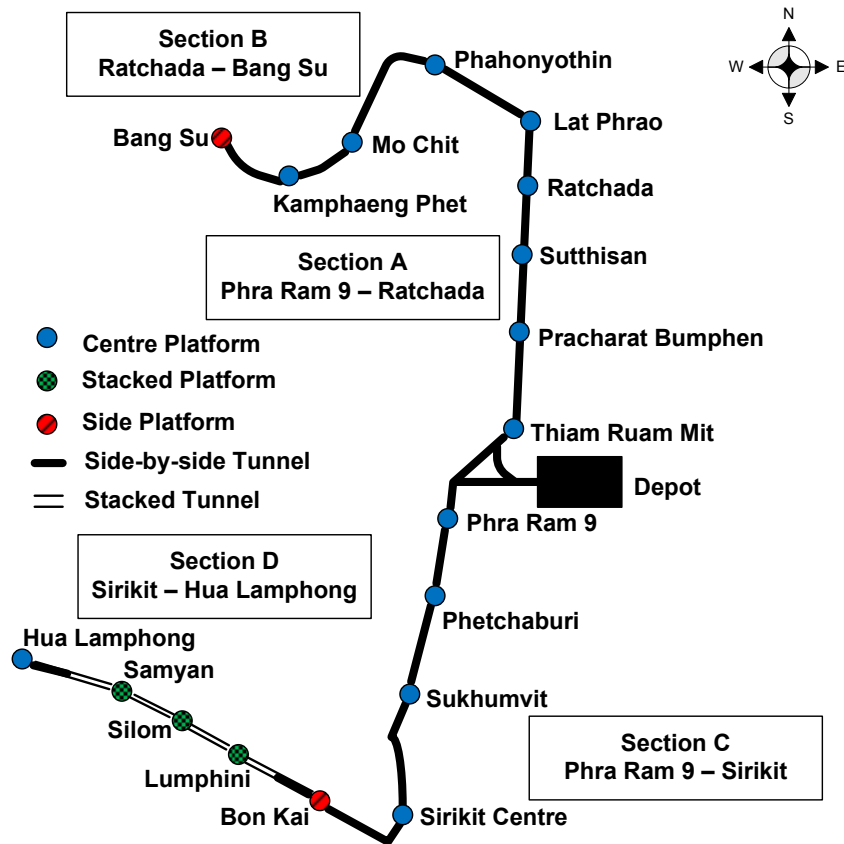 Section B
Ratchada – Bang Su
N
W
E
S
Phahonyothin
Bang Su
Mo Chit
Lat Phrao
Kamphaeng Phet
Ratchada
Section A
Phra Ram 9 – Ratchada
Sutthisan
Centre Platform
Pracharat Bumphen
Stacked Platform
Side Platform
Thiam Ruam Mit
Side-by-side Tunnel
Stacked Tunnel
Depot
Phra Ram 9
Section D
Sirikit – Hua Lamphong
Phetchaburi
Hua Lamphong
Samyan
Sukhumvit
Silom
Section C
Phra Ram 9 – Sirikit
Lumphini
Bon Kai
Sirikit Centre